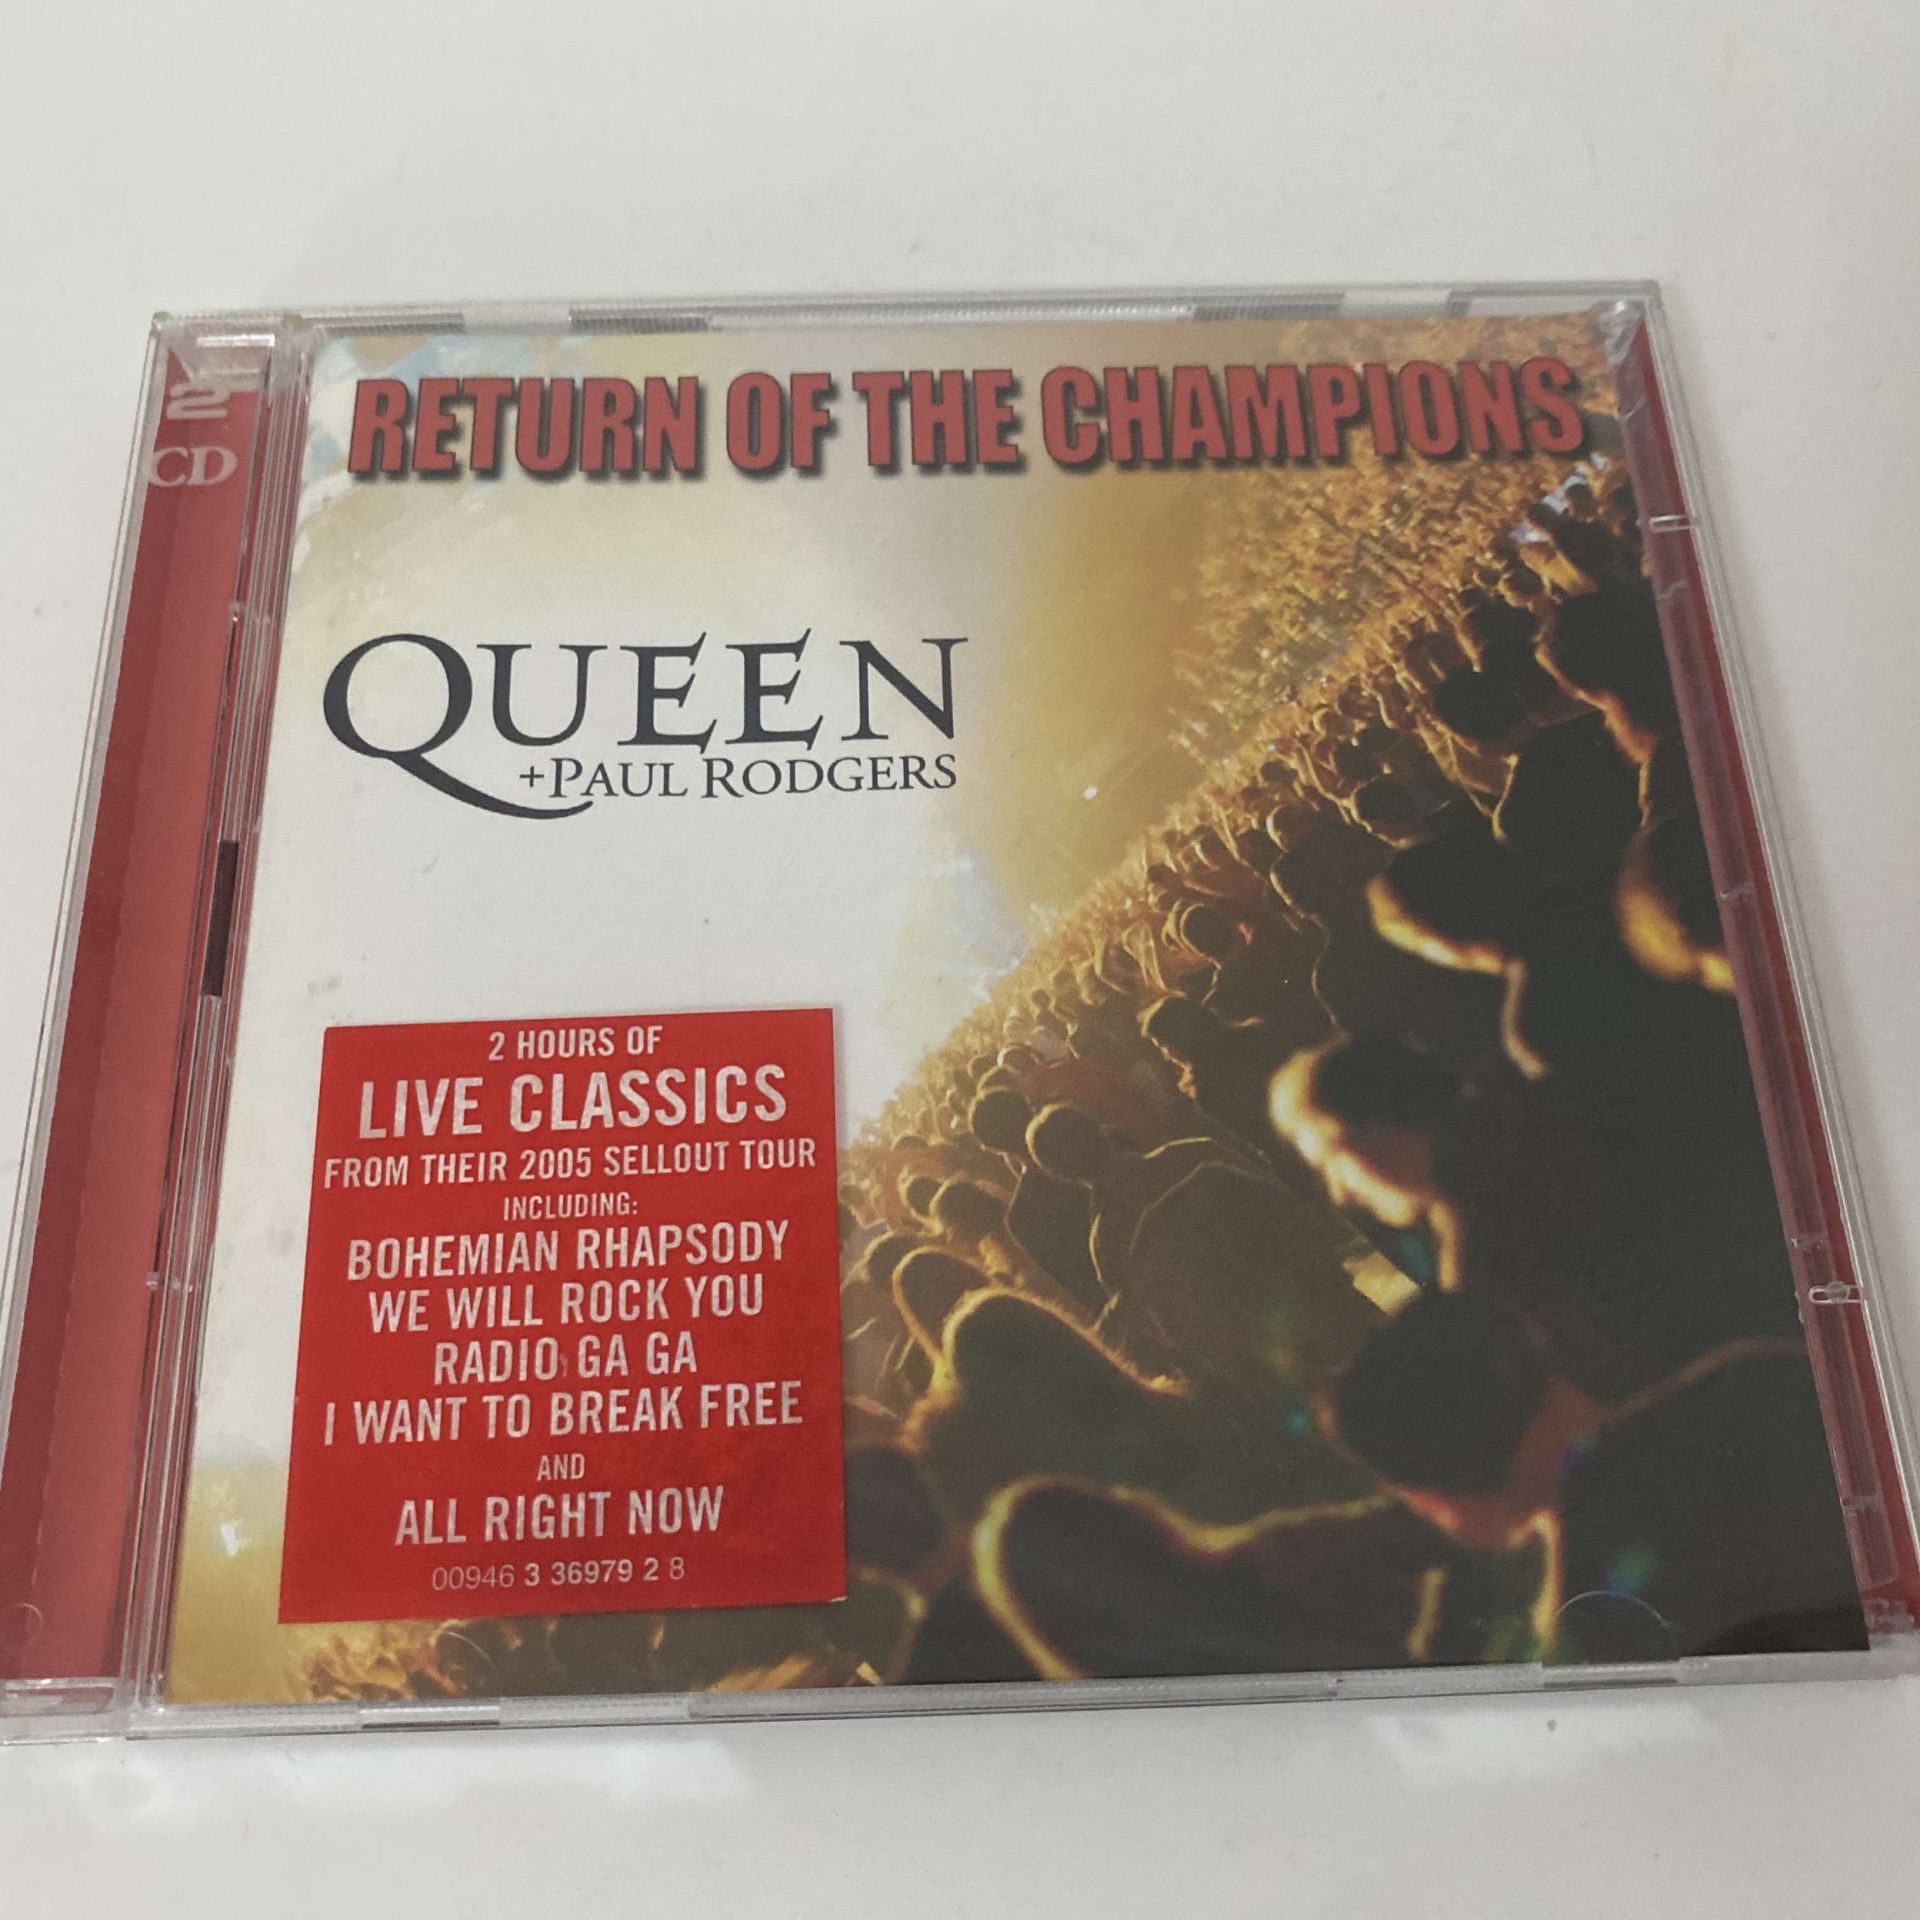 2
CD
RETURN OF THE CHAMPIONS
QUEEN
+PAUL RODGERS
2 HOURS OF
LIVE CLASSICS
FROM THEIR 2005 SELLOUT TOUR
INCLUDING:
BOHEMIAN RHAPSODY
WE WILL ROCK YOU
RADIO GA GA
I WANT TO BREAK FREE
AND
ALL RIGHT NOW
00946 3 36979 2 8